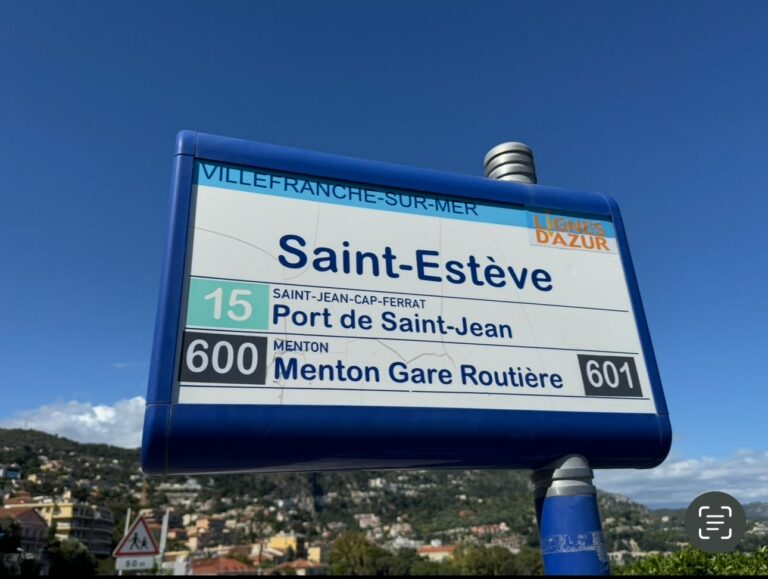 VILLEFRANCHE-SUR-MER
LIGNES
D'AZUR
Saint-Estève
15
SAINT-JEAN-CAP-FERRAT
Port de Saint-Jean
600
MENTON
Menton Gare Routière
601
50 m